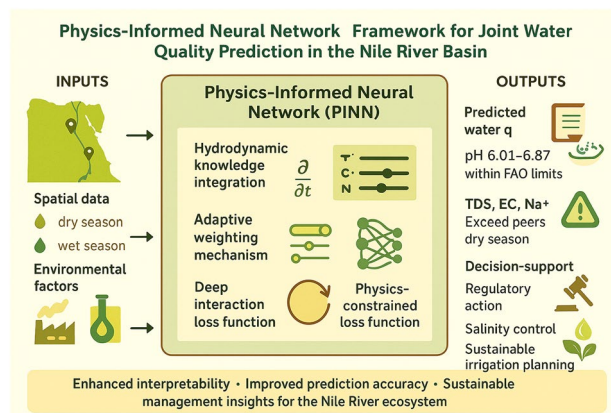 Physics-Informed Neural Network Framework for Joint Water
Quality Prediction in the Nile River Basin
INPUTS
Spatial data
dry season
wet season
Environmental
factors
Physics-Informed Neural
Network (PINN)
Hydrodynamic
knowledge
integration
∂
∂t
T
C
N
Adaptive
weighting
mechanism
Deep
interaction
loss function
Physics-
constrained
loss function
OUTPUTS
Predicted
water q
pH 6.01–6.87
within FAO limits
TDS, EC, Na+
Exceed peers
dry season
Decision-support
Regulatory
action
Salinity control
Sustainable
irrigation planning
Enhanced interpretability • Improved prediction accuracy • Sustainable
management insights for the Nile River ecosystem